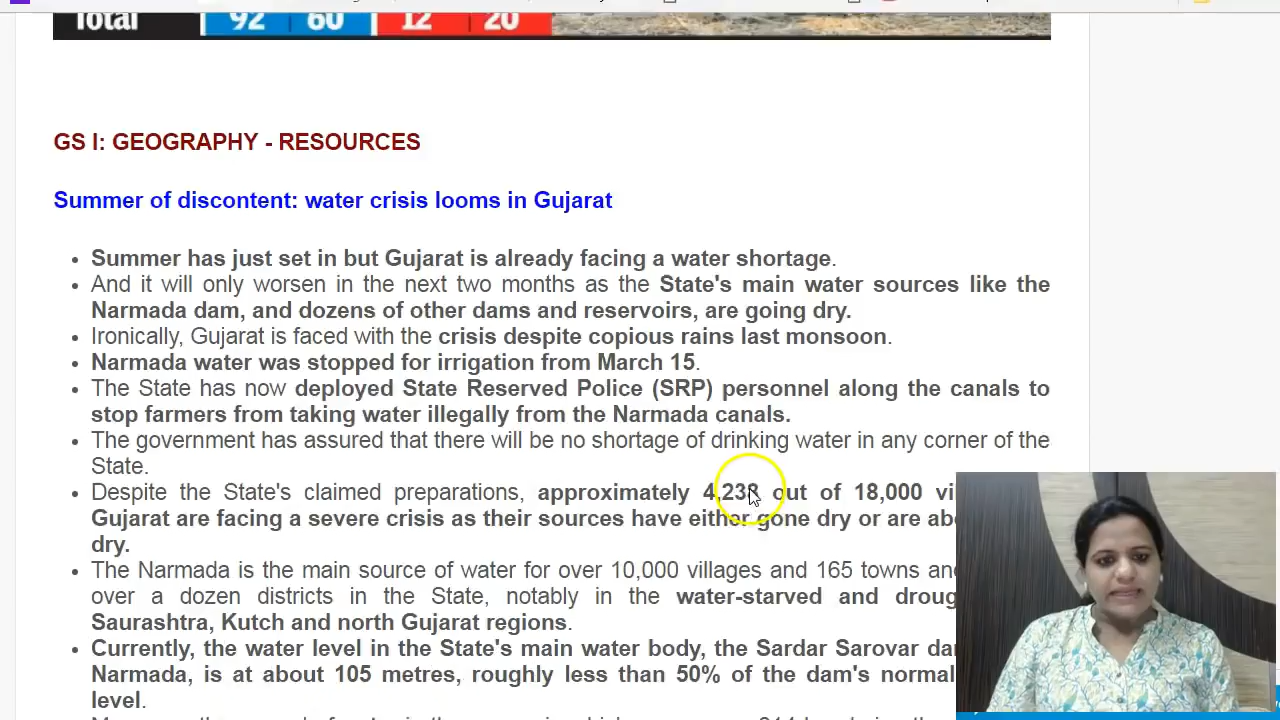 Total 92 60 12 20
GS I: GEOGRAPHY - RESOURCES
Summer of discontent: water crisis looms in Gujarat
• Summer has just set in but Gujarat is already facing a water shortage.
• And it will only worsen in the next two months as the State's main water sources like the
Narmada dam, and dozens of other dams and reservoirs, are going dry.
• Ironically, Gujarat is faced with the crisis despite copious rains last monsoon.
• Narmada water was stopped for irrigation from March 15.
• The State has now deployed State Reserved Police (SRP) personnel along the canals to
stop farmers from taking water illegally from the Narmada canals.
• The government has assured that there will be no shortage of drinking water in any corner of the
State.
• Despite the State's claimed preparations, approximately 4,238 out of 18,000
Gujarat are facing a severe crisis as their sources have either gone dry or are
dry.
• The Narmada is the main source of water for over 10,000 villages and 165 towns
over a dozen districts in the State, notably in the water-starved and
Saurashtra, Kutch and north Gujarat regions.
• Currently, the water level in the State's main water body, the Sardar Sarovar
Narmada, is at about 105 metres, roughly less than 50% of the dam's normal
level.